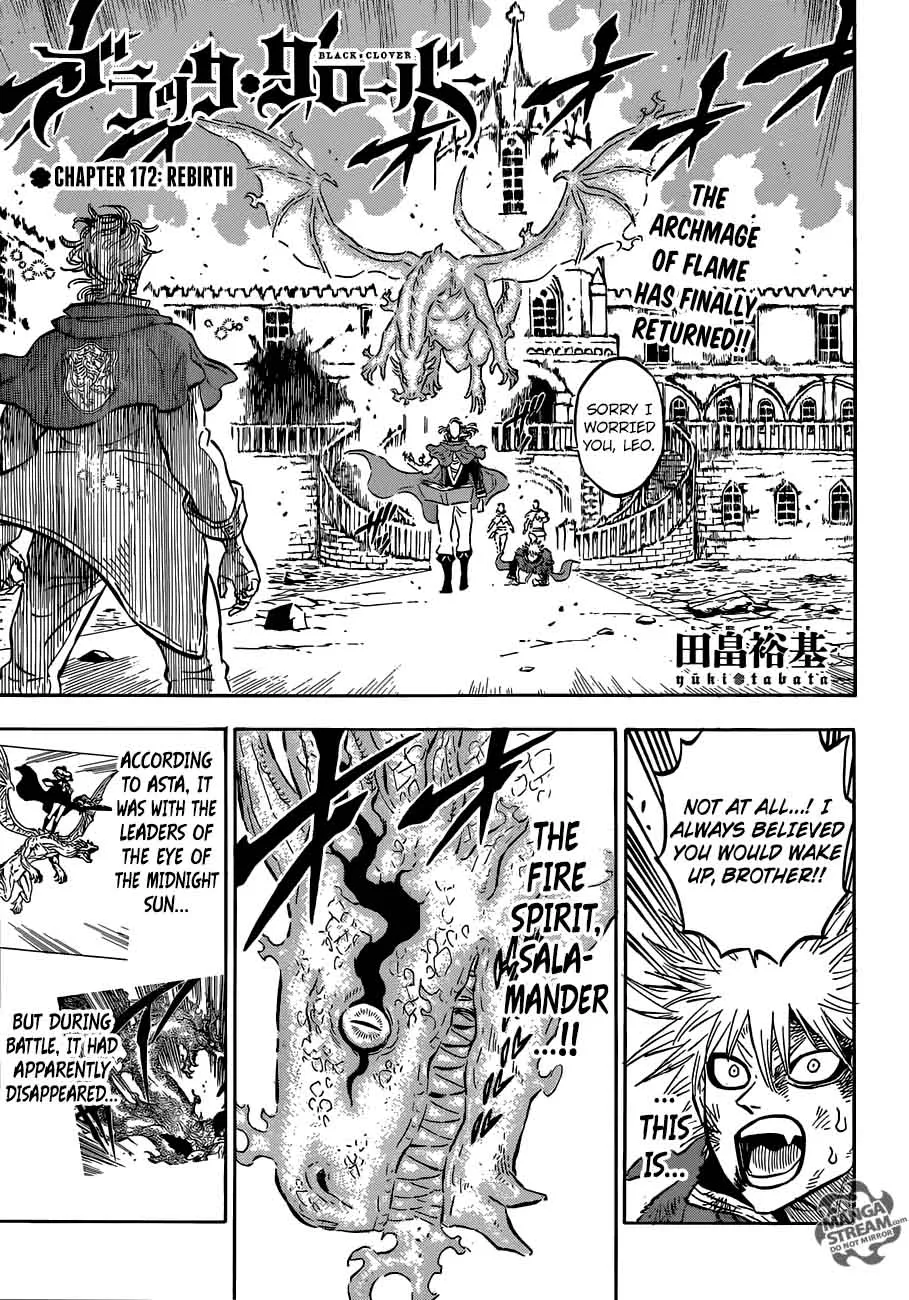 BLACK♣CLOVER
ブラック・クローバー
CHAPTER 172: REBIRTH
THE
ARCHMAGE
OF FLAME
HAS FINALLY
RETURNED!!
SORRY I
WORRIED
YOU, LEO.
田畠裕基
yūki tabata
NOT AT ALL...! I
ALWAYS BELIEVED
YOU WOULD WAKE
UP, BROTHER!!
...
THIS
IS...
THE
FIRE
SPIRIT,
SALA-
MANDER
...!!
ACCORDING
TO ASTA, IT
WAS WITH THE
LEADERS OF
THE EYE OF
THE MIDNIGHT
SUN...
BUT DURING
BATTLE, IT HAD
APPARENTLY
DISAPPEARED...
MANGA
STREAM.com
DO NOT MIRROR